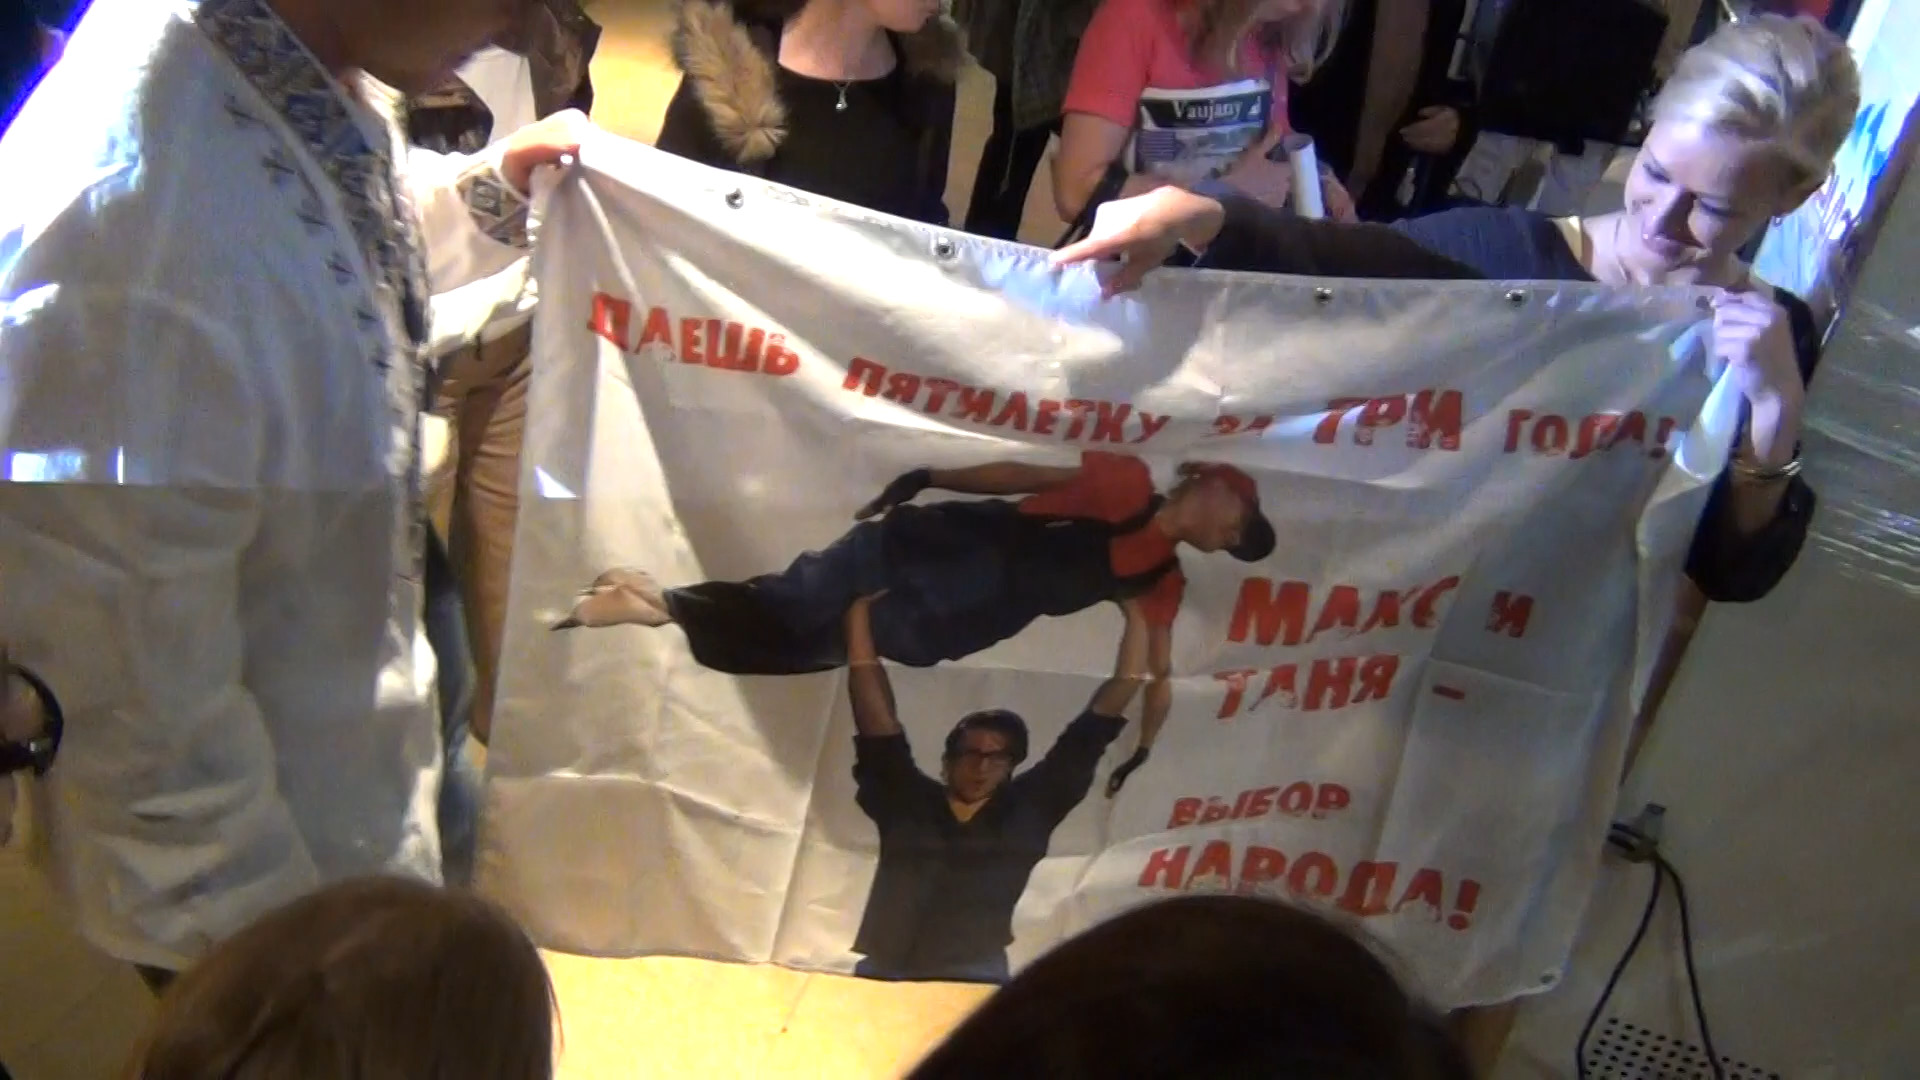 Vaujany
ДАЕШЬ ПЯТИЛЕТКУ ЗА ТРИ ГОДА!
МАКС И
ТАНЯ –
ВЫБОР
НАРОДА!